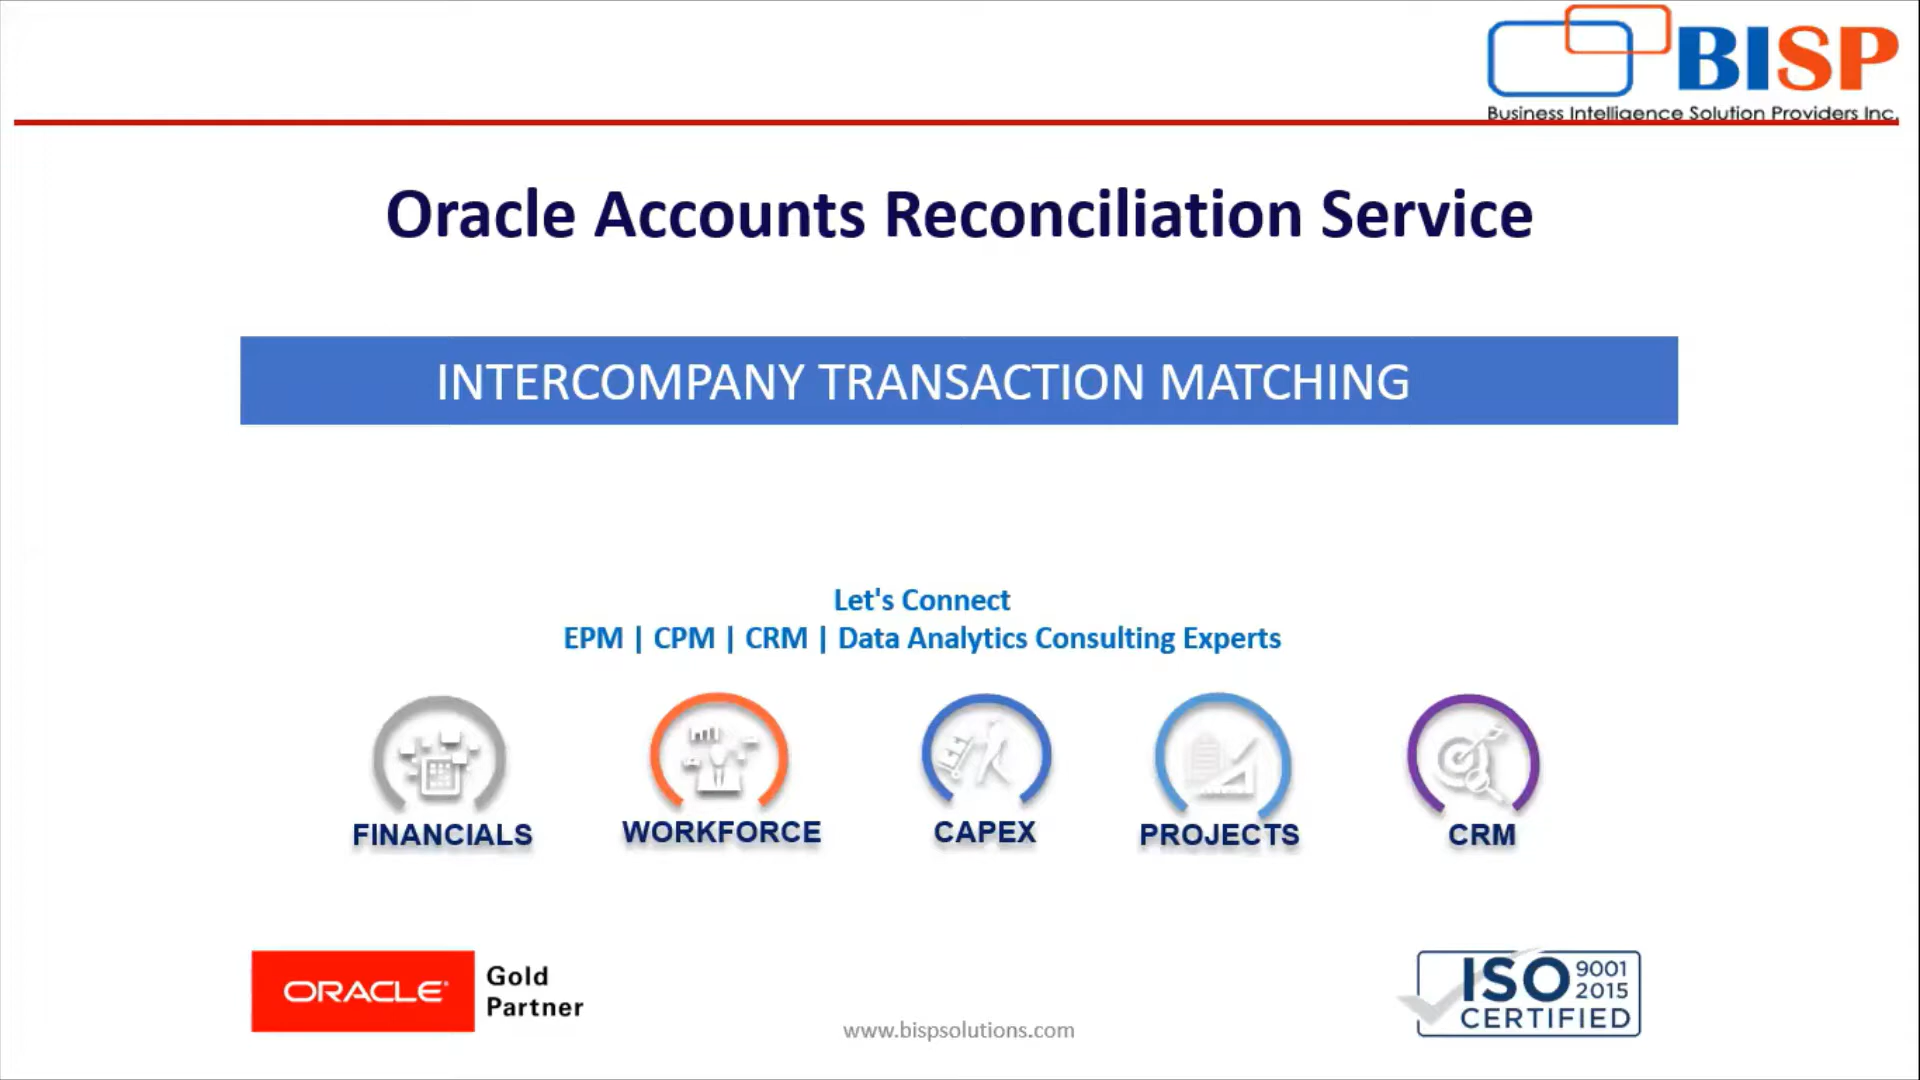 BISP
Business Intelligence Solution Providers Inc.
Oracle Accounts Reconciliation Service
INTERCOMPANY TRANSACTION MATCHING
Let's Connect
EPM | CPM | CRM | Data Analytics Consulting Experts
FINANCIALS
WORKFORCE
CAPEX
PROJECTS
CRM
ORACLE
Gold
Partner
www.bispsolutions.com
ISO 9001
2015
CERTIFIED